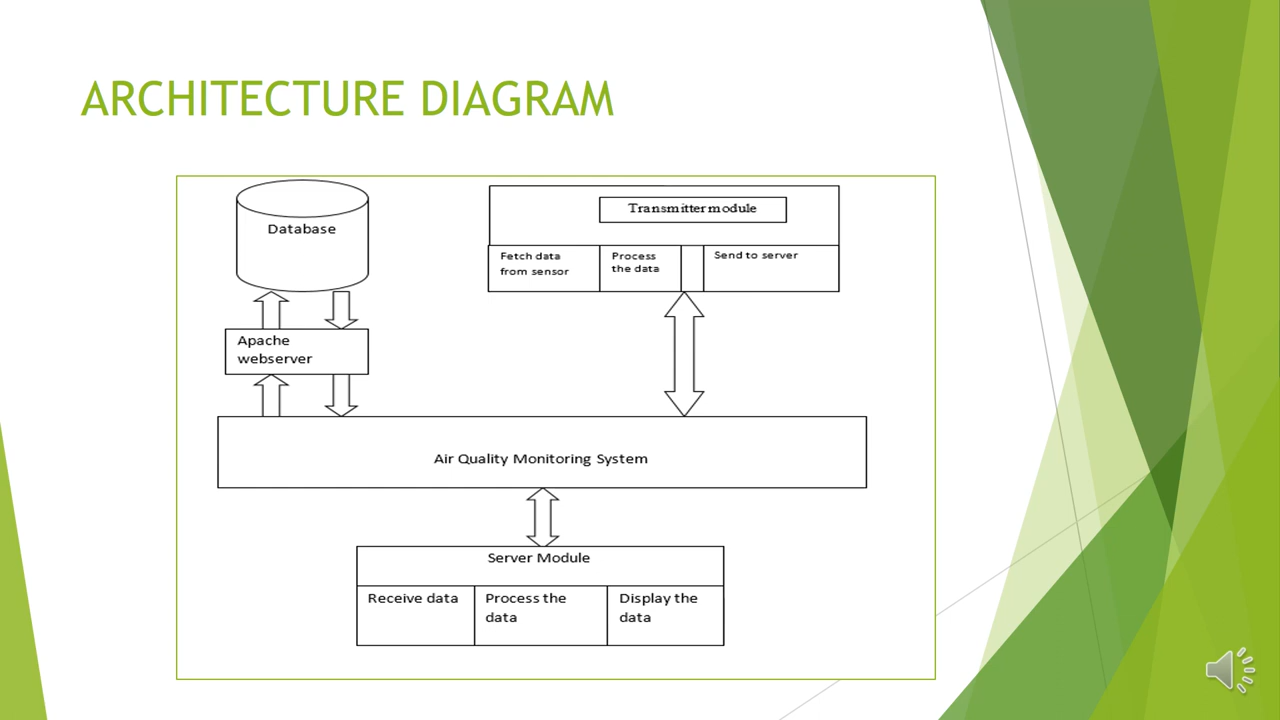 ARCHITECTURE DIAGRAM
Database
Transmitter module
Fetch data
from sensor
Process
the data
Send to server
Apache
webserver
Air Quality Monitoring System
Server Module
Receive data
Process the
data
Display the
data